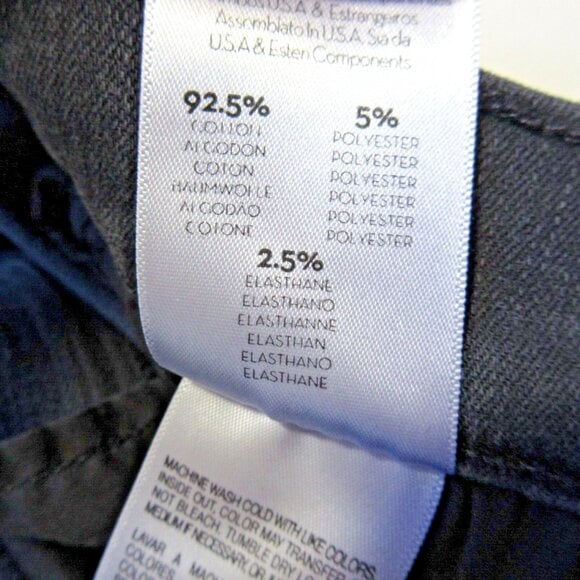 U.S.A & Estrangeiros
Assemblato In U.S.A. Sia da
U.S.A & Esteri Components
92.5%
COTTON
ALGODON
COTON
BAUMWOLLE
ALGODÃO
COTONE
5%
POLYESTER
POLYESTER
POLYESTER
POLYESTER
POLYESTER
POLYESTER
2.5%
ELASTHANE
ELASTHANO
ELASTHANNE
ELASTHAN
ELASTHANO
ELASTHANE
MACHINE WASH COLD WITH LIKE COLORS
INSIDE OUT, COLOR MAY TRANSFER
NOT BLEACH, TUMBLE DRY
MEDIUM IF NECESSARY, OR
LAVAR A
COLORES